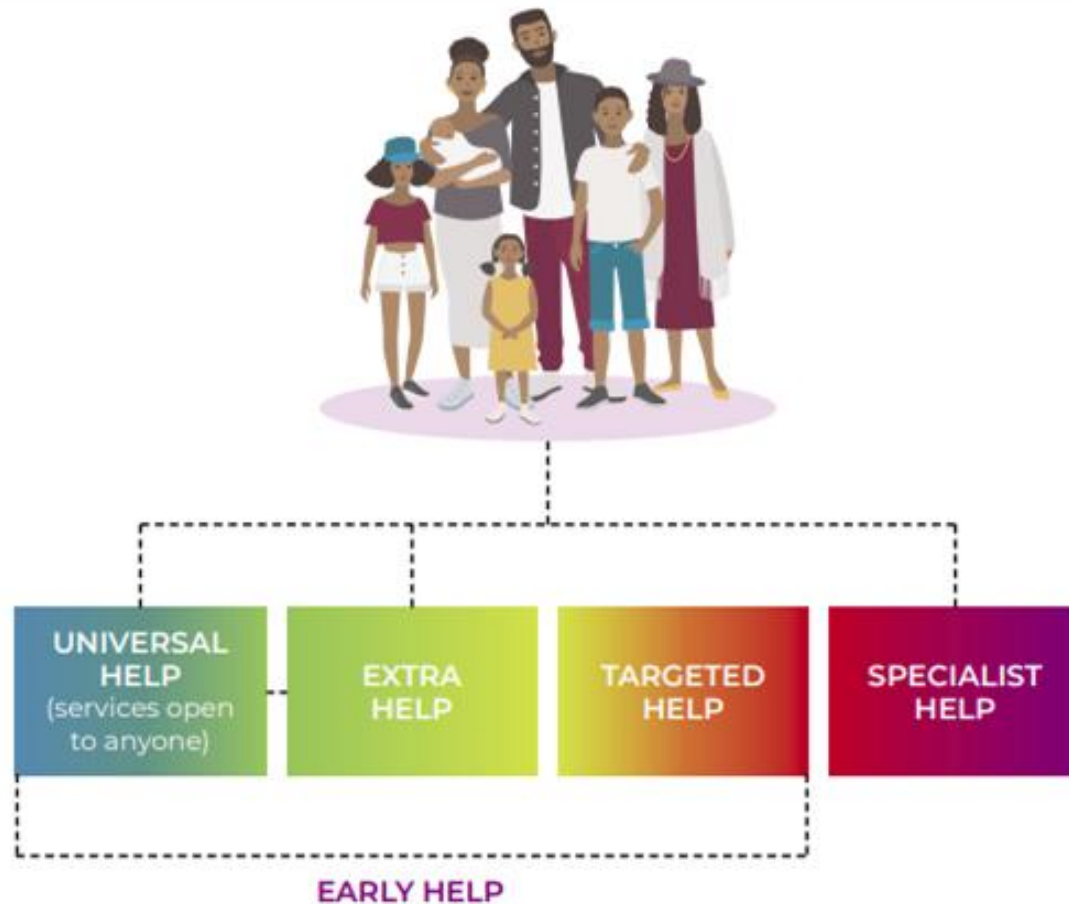 UNIVERSAL
HELP
(services open
to anyone)
EXTRA
HELP
TARGETED
HELP
SPECIALIST
HELP
EARLY HELP